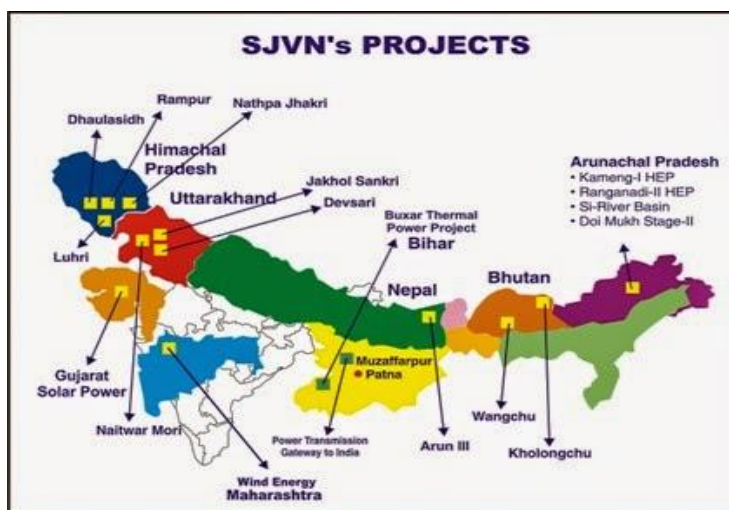 SJVN's PROJECTS
Rampur
Dhaulasidh
Nathpa Jhakri
Himachal
Pradesh
Uttarakhand
Jakhol Sankri
Devsari
Luhri
Buxar Thermal
Power Project
Bihar
Arunachal Pradesh
• Kameng-I HEP
• Ranganadi-II HEP
• Si-River Basin
• Doi Mukh Stage-II
Nepal
Bhutan
Muzaffarpur
Patna
Gujarat
Solar Power
Naitwar Mori
Wind Energy
Maharashtra
Power Transmission
Gateway to India
Arun III
Wangchu
Kholongchu